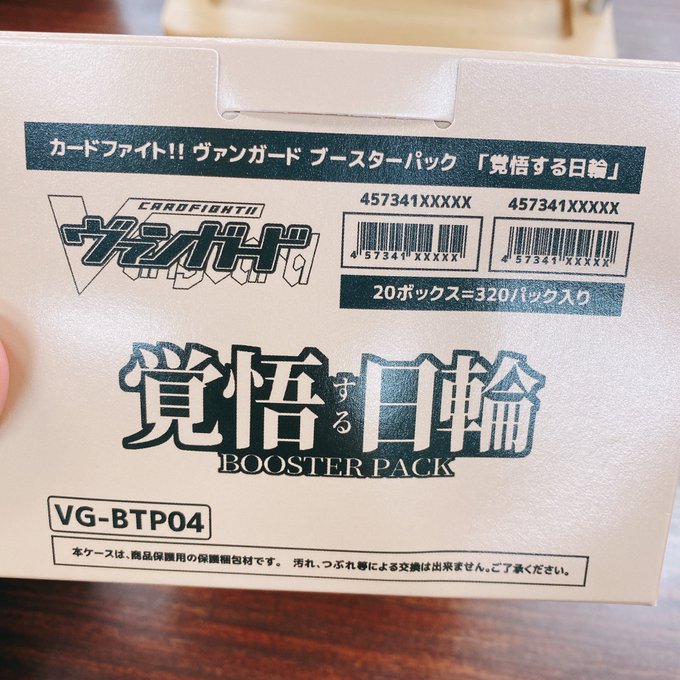 カードファイト!! ヴァンガード ブースターパック 「覚悟する日輪」
CARDFIGHT!!
ヴァンガード
Vanguard
457341XXXXX 457341XXXXX
4 57341 XXXXX 4 57341 XXXXX
20ボックス=320パック入り
覚悟する日輪
BOOSTER PACK
VG-BTP04
本ケースは、商品保護用の保護梱包材です。 汚れ、つぶれ等による交換は出来ません。ご了承ください。